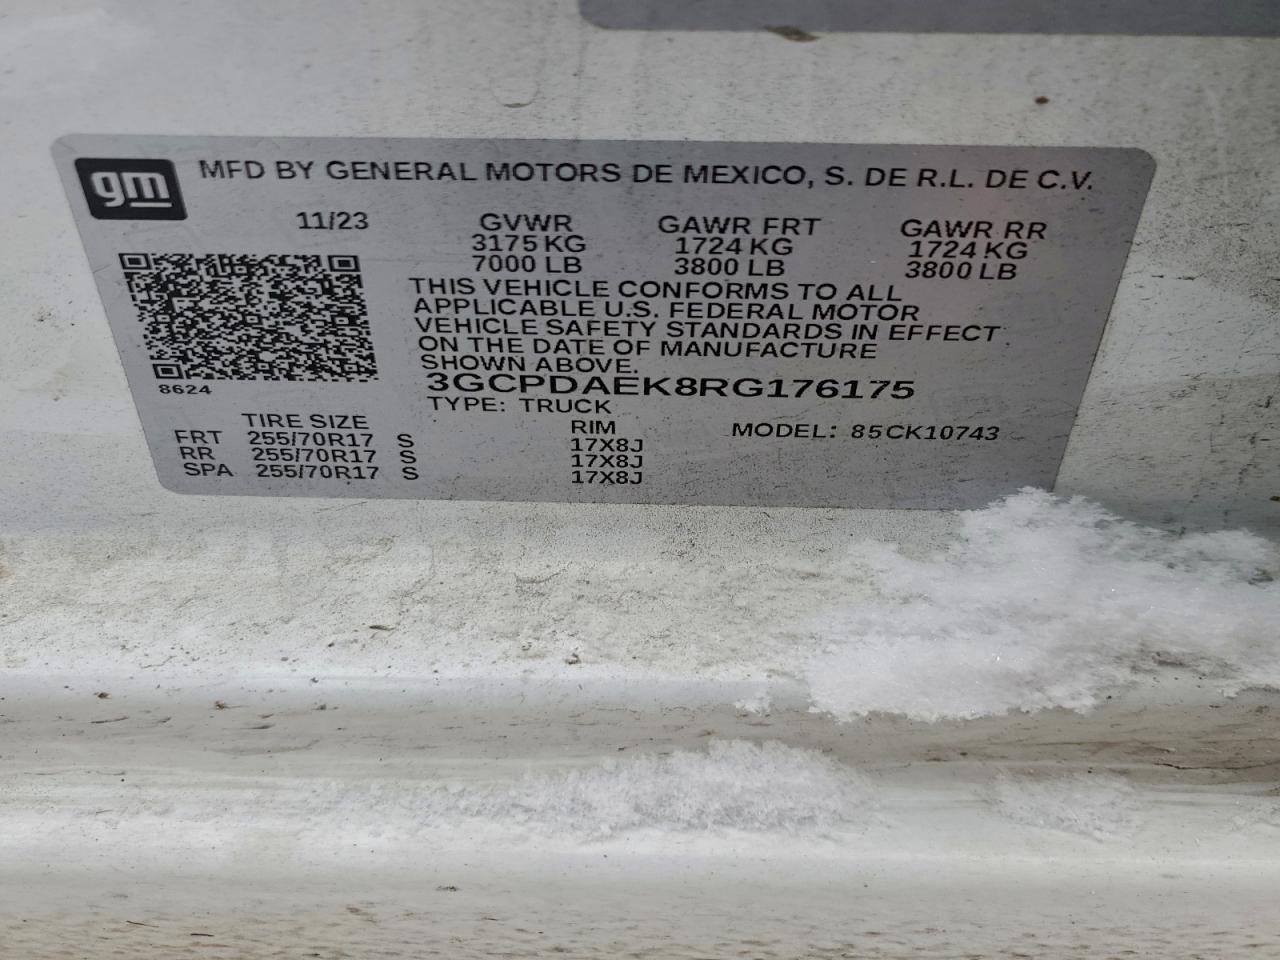 gm MFD BY GENERAL MOTORS DE MEXICO, S. DE R.L. DE C.V.
11/23 GVWR GAWR FRT GAWR RR
3175 KG 1724 KG 1724 KG
7000 LB 3800 LB 3800 LB
THIS VEHICLE CONFORMS TO ALL
APPLICABLE U.S. FEDERAL MOTOR
VEHICLE SAFETY STANDARDS IN EFFECT
ON THE DATE OF MANUFACTURE
SHOWN ABOVE.
8624 3GCPDAEK8RG176175
TYPE: TRUCK
TIRE SIZE RIM MODEL: 85CK10743
FRT 255/70R17 S 17X8J
RR 255/70R17 S 17X8J
SPA 255/70R17 S 17X8J